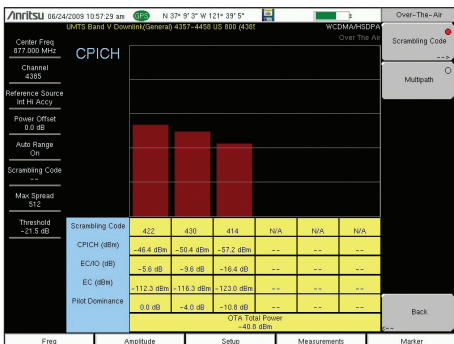 Anritsu 06/24/2009 10:57:29 am GPS N 37° 9' 3" W 121° 39' 5"
Over-The-Air
UMTS Band V Downlink(General) 4357-4458 US 800 (4385 WCDMA/HSDPA
Over The Air
Center Freq
877.000 MHz
CPICH
Scrambling Code
-->
Channel
4385
Multipath
Reference Source
Int Hi Accy
Power Offset
0.0 dB
Auto Range
On
Scrambling Code
--
Max Spread
512
Threshold
-21.5 dB
Scrambling Code 422 430 414 N/A N/A N/A
CPICH (dBm) -46.4 dBm -50.4 dBm -57.2 dBm -- -- --
EC/IO (dB) -5.6 dB -9.6 dB -16.4 dB -- -- --
EC (dBm) -112.3 dBm -116.3 dBm -123.0 dBm -- -- --
Pilot Dominance 0.0 dB -4.0 dB -10.8 dB -- -- --
OTA Total Power
-40.8 dBm
Back
<--
Freq Amplitude Setup Measurements Marker